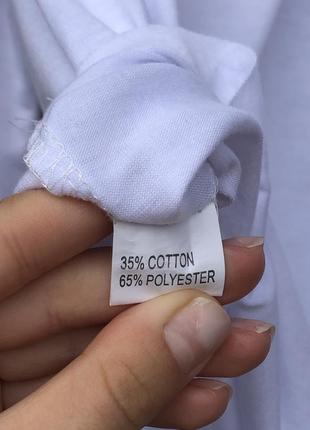 35% COTTON
65% POLYESTER